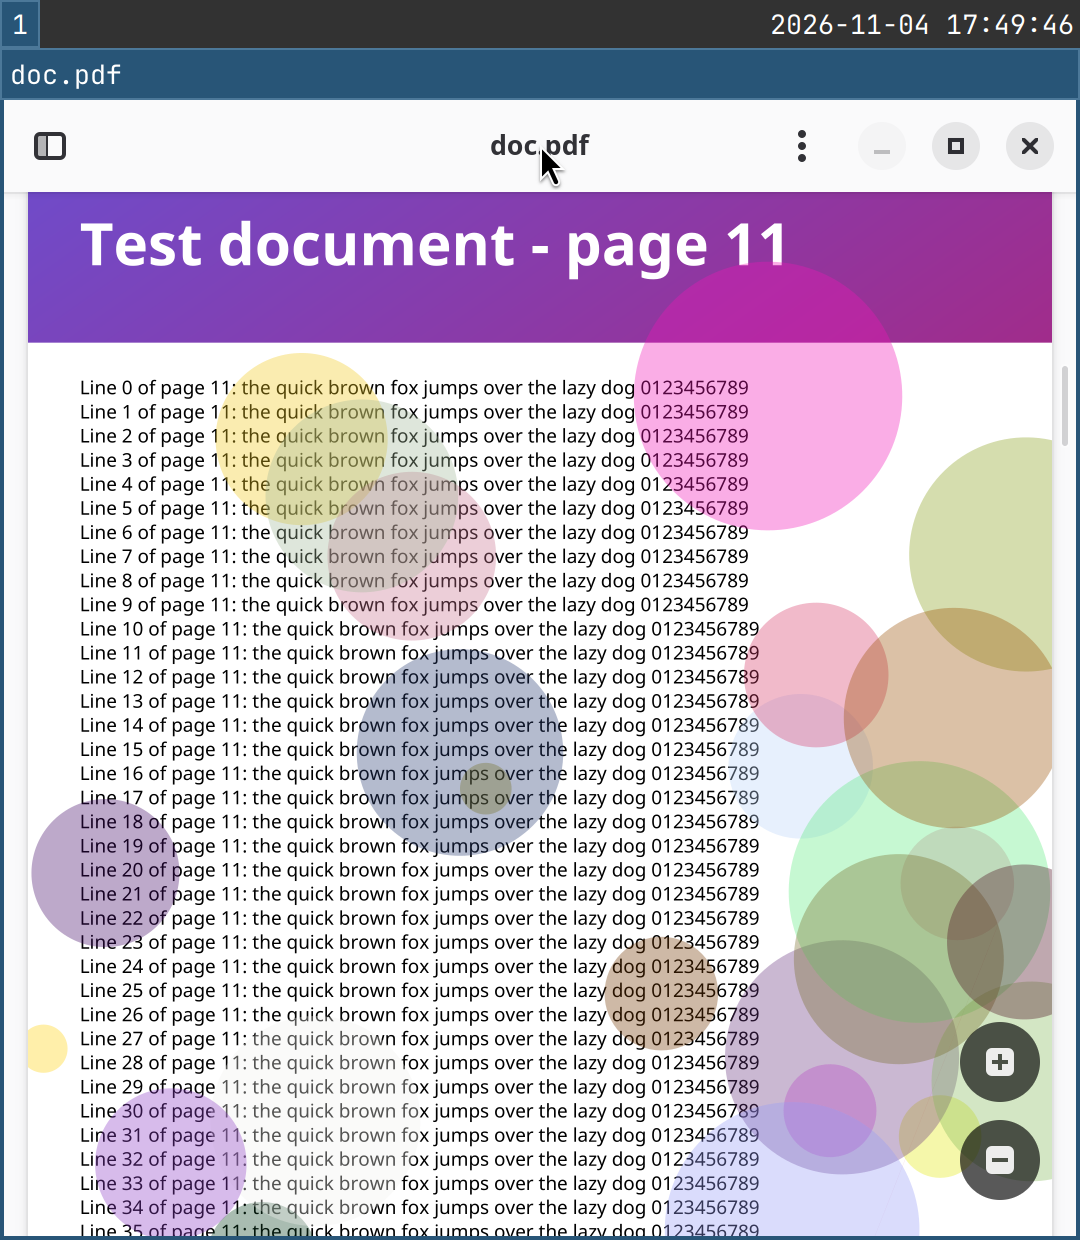 1 2026-11-04 17:49:46
doc.pdf
doc.pdf
Test document - page 11
Line 0 of page 11: the quick brown fox jumps over the lazy dog 0123456789
Line 1 of page 11: the quick brown fox jumps over the lazy dog 0123456789
Line 2 of page 11: the quick brown fox jumps over the lazy dog 0123456789
Line 3 of page 11: the quick brown fox jumps over the lazy dog 0123456789
Line 4 of page 11: the quick brown fox jumps over the lazy dog 0123456789
Line 5 of page 11: the quick brown fox jumps over the lazy dog 0123456789
Line 6 of page 11: the quick brown fox jumps over the lazy dog 0123456789
Line 7 of page 11: the quick brown fox jumps over the lazy dog 0123456789
Line 8 of page 11: the quick brown fox jumps over the lazy dog 0123456789
Line 9 of page 11: the quick brown fox jumps over the lazy dog 0123456789
Line 10 of page 11: the quick brown fox jumps over the lazy dog 0123456789
Line 11 of page 11: the quick brown fox jumps over the lazy dog 0123456789
Line 12 of page 11: the quick brown fox jumps over the lazy dog 0123456789
Line 13 of page 11: the quick brown fox jumps over the lazy dog 0123456789
Line 14 of page 11: the quick brown fox jumps over the lazy dog 0123456789
Line 15 of page 11: the quick brown fox jumps over the lazy dog 0123456789
Line 16 of page 11: the quick brown fox jumps over the lazy dog 0123456789
Line 17 of page 11: the quick brown fox jumps over the lazy dog 0123456789
Line 18 of page 11: the quick brown fox jumps over the lazy dog 0123456789
Line 19 of page 11: the quick brown fox jumps over the lazy dog 0123456789
Line 20 of page 11: the quick brown fox jumps over the lazy dog 0123456789
Line 21 of page 11: the quick brown fox jumps over the lazy dog 0123456789
Line 22 of page 11: the quick brown fox jumps over the lazy dog 0123456789
Line 23 of page 11: the quick brown fox jumps over the lazy dog 0123456789
Line 24 of page 11: the quick brown fox jumps over the lazy dog 0123456789
Line 25 of page 11: the quick brown fox jumps over the lazy dog 0123456789
Line 26 of page 11: the quick brown fox jumps over the lazy dog 0123456789
Line 27 of page 11: the quick brown fox jumps over the lazy dog 0123456789
Line 28 of page 11: the quick brown fox jumps over the lazy dog 0123456789
Line 29 of page 11: the quick brown fox jumps over the lazy dog 0123456789
Line 30 of page 11: the quick brown fox jumps over the lazy dog 0123456789
Line 31 of page 11: the quick brown fox jumps over the lazy dog 0123456789
Line 32 of page 11: the quick brown fox jumps over the lazy dog 0123456789
Line 33 of page 11: the quick brown fox jumps over the lazy dog 0123456789
Line 34 of page 11: the quick brown fox jumps over the lazy dog 0123456789
Line 35 of page 11: the quick brown fox jumps over the lazy dog 0123456789